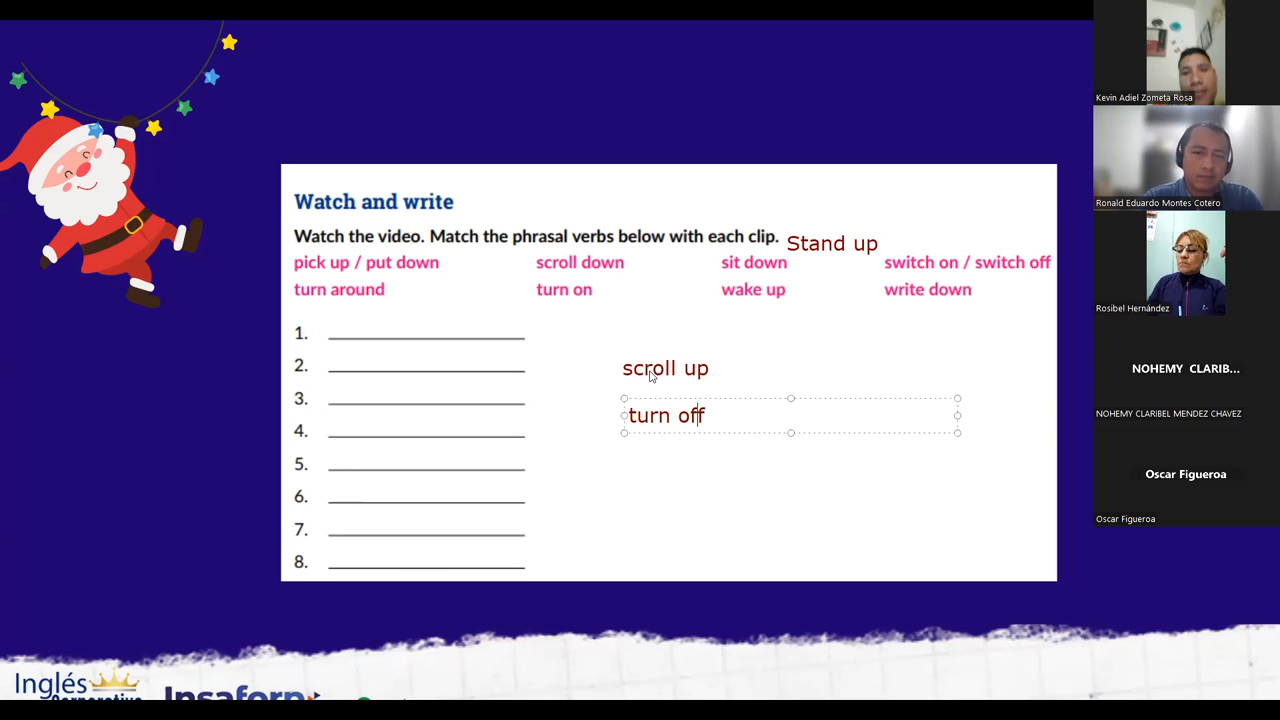 Watch and write
Watch the video. Match the phrasal verbs below with each clip. Stand up
pick up / put down scroll down sit down switch on / switch off
turn around turn on wake up write down
1.
2.
scroll up
3.
turn off
4.
5.
6.
7.
8.
Inglés
Corporativo
Insaforp
Kevin Adiel Zometa Rosa
Ronald Eduardo Montes Cotero
Rosibel Hernández
NOHEMY CLARIB...
NOHEMY CLARIBEL MENDEZ CHAVEZ
Oscar Figueroa
Oscar Figueroa